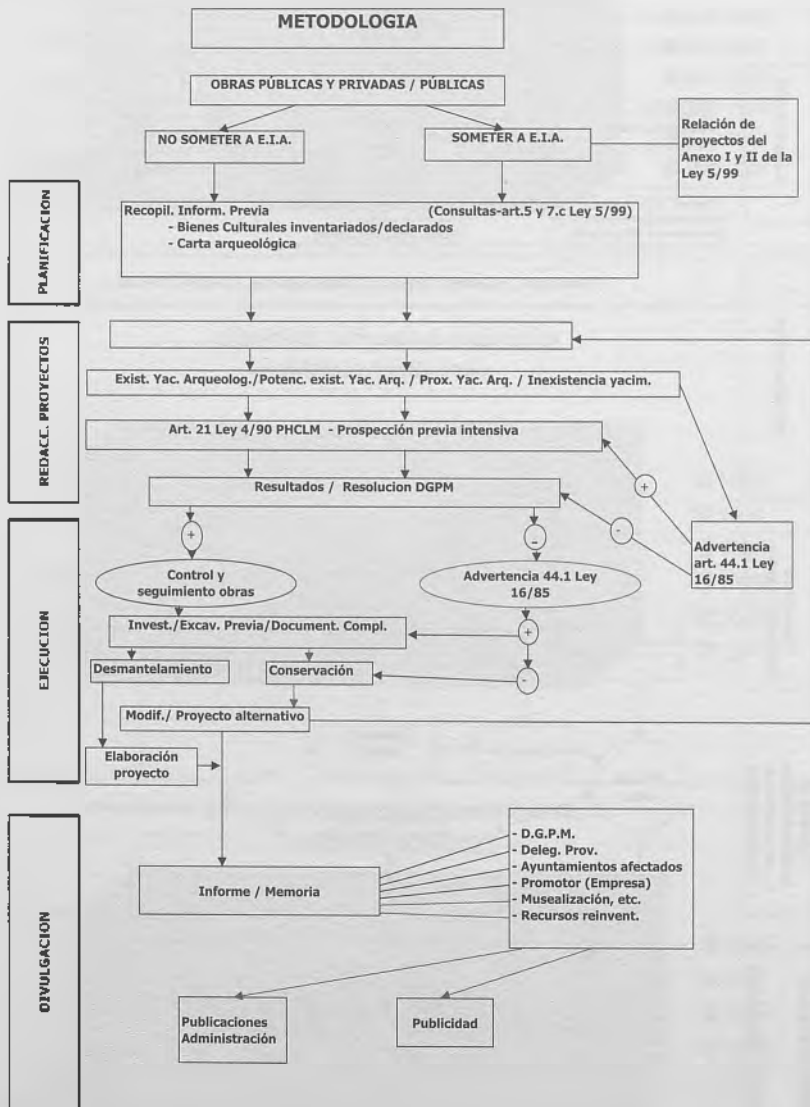 METODOLOGIA
OBRAS PÚBLICAS Y PRIVADAS / PÚBLICAS
NO SOMETER A E.I.A.
SOMETER A E.I.A.
Relación de
proyectos del
Anexo I y II de la
Ley 5/99
PLANIFICACION
Recopil. Inform. Previa (Consultas-art.5 y 7.c Ley 5/99)
- Bienes Culturales inventariados/declarados
- Carta arqueológica
REDACC. PROYECTOS
Exist. Yac. Arqueolog./Potenc. exist. Yac. Arq. / Prox. Yac. Arq. / Inexistencia yacim.
Art. 21 Ley 4/90 PHCLM - Prospección previa intensiva
+
Resultados / Resolucion DGPM
-
Advertencia
art. 44.1 Ley
16/85
EJECUCION
+
-
Control y
seguimiento obras
Advertencia 44.1 Ley
16/85
Invest./Excav. Previa/Document. Compl.
+
Desmantelamiento
Conservación
-
Modif./ Proyecto alternativo
Elaboración
proyecto
DIVULGACION
Informe / Memoria
- D.G.P.M.
- Deleg. Prov.
- Ayuntamientos afectados
- Promotor (Empresa)
- Musealización, etc.
- Recursos reinvent.
Publicaciones
Administración
Publicidad